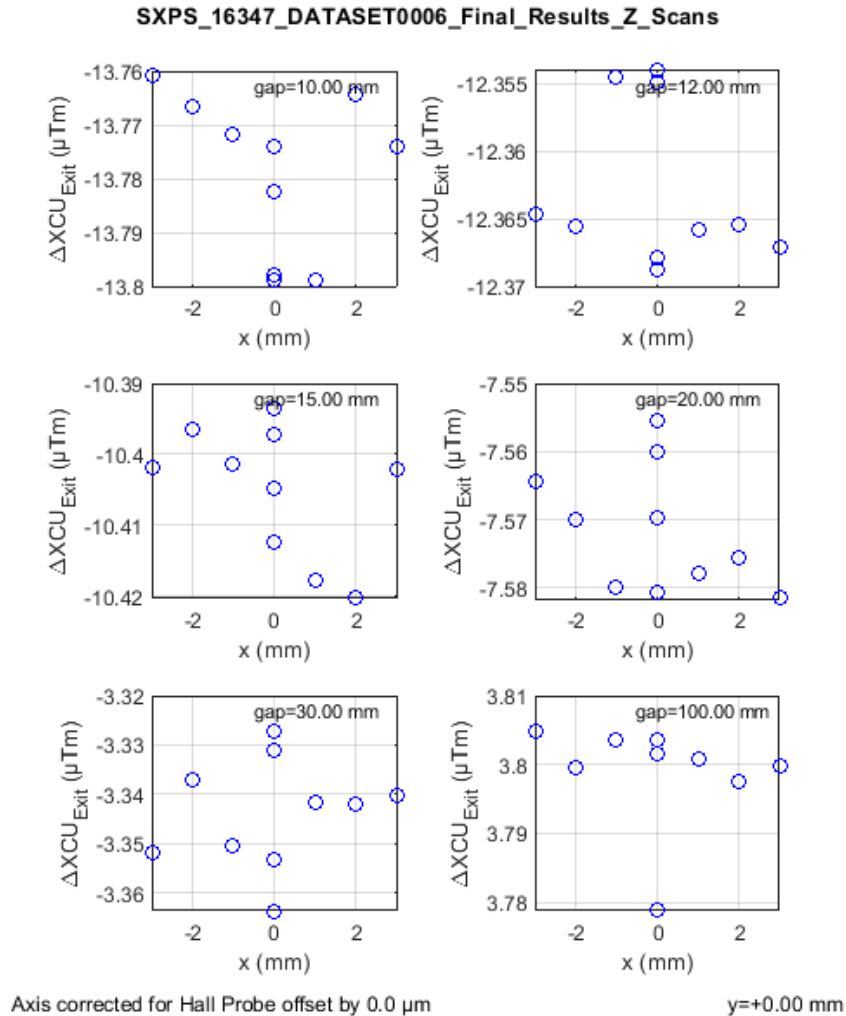 SXPS_16347_DATASET0006_Final_Results_Z_Scans
gap=10.00 mm
-13.76
-13.77
-13.78
-13.79
-13.8
ΔXCU_Exit (µTm)
-2 0 2
x (mm)
gap=12.00 mm
-12.355
-12.36
-12.365
-12.37
ΔXCU_Exit (µTm)
-2 0 2
x (mm)
gap=15.00 mm
-10.39
-10.4
-10.41
-10.42
ΔXCU_Exit (µTm)
-2 0 2
x (mm)
gap=20.00 mm
-7.55
-7.56
-7.57
-7.58
ΔXCU_Exit (µTm)
-2 0 2
x (mm)
gap=30.00 mm
-3.32
-3.33
-3.34
-3.35
-3.36
ΔXCU_Exit (µTm)
-2 0 2
x (mm)
gap=100.00 mm
3.81
3.8
3.79
3.78
ΔXCU_Exit (µTm)
-2 0 2
x (mm)
Axis corrected for Hall Probe offset by 0.0 µm
y=+0.00 mm